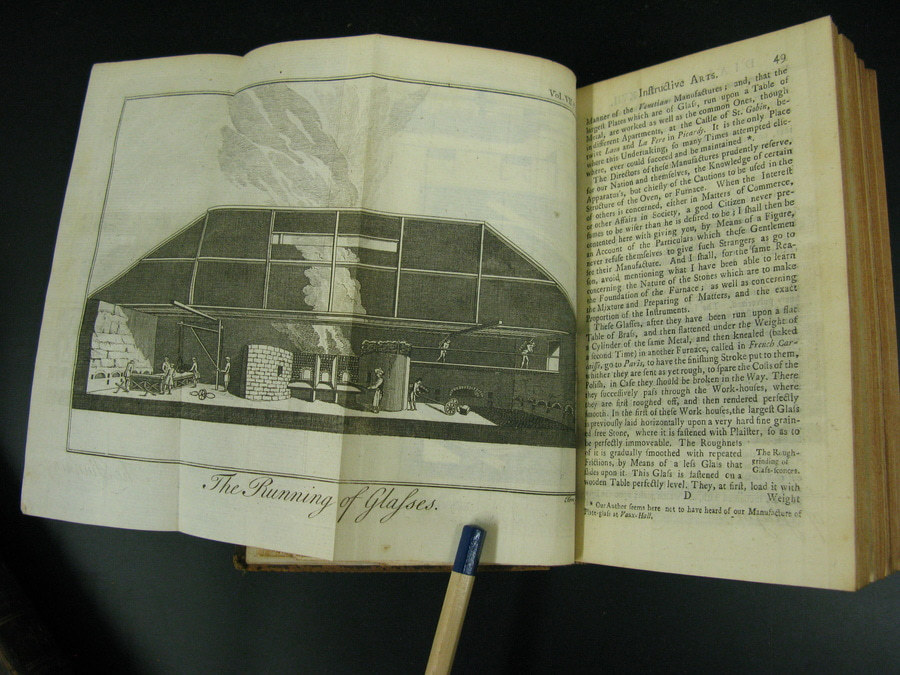 Vol. VII.
The Running of Glaſses.
49
Inſtructive ARTS.
Manner of the Venetian Manufactures; and, that the
largeſt Plates which are of Glaſs, run upon a Table of
Metal, are worked as well as the common Ones, though
in different Apartments, at the Caſtle of St. Gobin, be-
twixt Laon and La Fere in Picardy. It is the only Place
where this Undertaking, ſo many Times attempted elſe-
where, ever could ſucceed and be maintained *.
The Directors of theſe Manufactures prudently reſerve,
for our Nation and themſelves, the Knowledge of certain
Apparatus's, but chiefly of the Cautions to be uſed in the
Structure of the Oven, or Furnace. When the Intereſt
of others is concerned, either in Matters of Commerce,
or other Affairs in Society, a good Citizen never pre-
ſumes to be wiſer than he is deſired to be; I ſhall then be
contented here with giving you, by Means of a Figure,
an Account of the Particulars which theſe Gentlemen
never refuſe themſelves to give ſuch Strangers as go to
ſee their Manufacture. And I ſhall, for the ſame Rea-
ſon, avoid mentioning what I have been able to learn
concerning the Nature of the Stones which are to make
the Foundation of the Furnace; as well as concerning
the Mixture and Preparing of Matters, and the exact
Proportion of the Inſtruments.
Theſe Glaſſes, after they have been run upon a flat
Table of Braſs, and then flattened under the Weight of
a Cylinder of the ſame Metal, and then knealed (baked
a ſecond Time) in another Furnace, called in French Car-
go to Paris, to have the finiſhing Stroke put to them,
whither they are ſent as yet rough, to ſpare the Coſts of the
Poliſh, in Caſe they ſhould be broken in the Way. There
they ſucceſſively paſs through the Work-houſes, where
they are firſt roughed off, and then rendered perfectly
ſmooth. In the firſt of theſe Work houſes, the largeſt Glaſs
is previouſly laid horizontally upon a very hard fine grain-
ed free Stone, where it is faſtened with Plaiſter, ſo as to
be perfectly immoveable. The Roughneſs
of it is gradually ſmoothed with repeated
Frictions, by Means of a leſs Glaſs that
ſlides upon it This Glaſs is faſtened on a
wooden Table perfectly level. They, at firſt, load it with
The Rough-
grinding of
Glaſs-ſconces.
D
Weight
* Our Author ſeems here not to have heard of our Manufacture of
Plate-glaſs at Vaux-Hall.